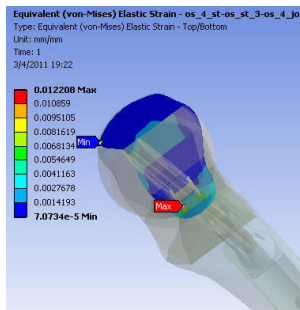 Equivalent (von-Mises) Elastic Strain - os_4_st-os_st_3-os_4_jo
Type: Equivalent (von-Mises) Elastic Strain - Top/Bottom
Unit: mm/mm
Time: 1
3/4/2011 19:22
0.012208 Max
0.010859
0.0095105
0.0081619
0.0068134
0.0054649
0.0041163
0.0027678
0.0014193
7.0734e-5 Min
Min
Max